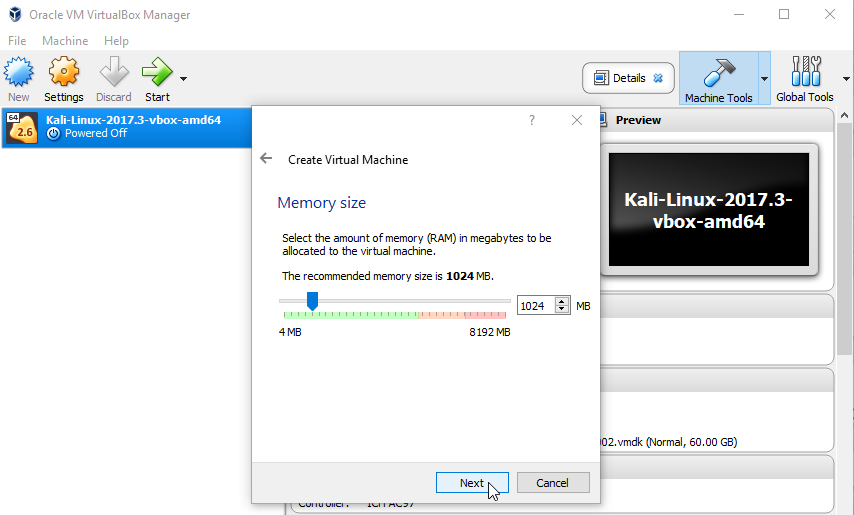 Oracle VM VirtualBox Manager
File Machine Help
New Settings Discard Start
Details
Machine Tools
Global Tools
64
2.6
Kali-Linux-2017.3-vbox-amd64
Powered Off
Preview
Kali-Linux-2017.3-
vbox-amd64
?
Create Virtual Machine
Memory size
Select the amount of memory (RAM) in megabytes to be
allocated to the virtual machine.
The recommended memory size is 1024 MB.
1024 MB
4 MB 8192 MB
002.vmdk (Normal, 60.00 GB)
Next Cancel
Controller: ICH AC97